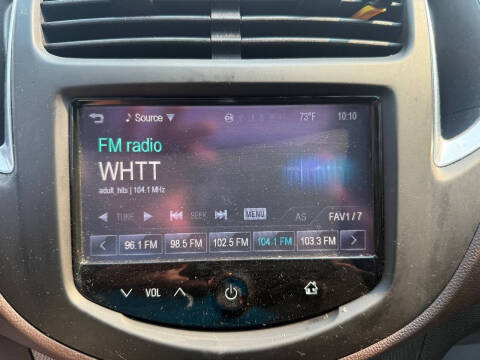 Source 73°F 10:10
FM radio
WHTT
adult_hits | 104.1 MHz
TUNE SEEK MENU AS FAV1 / 7
96.1 FM 98.5 FM 102.5 FM 104.1 FM 103.3 FM
VOL